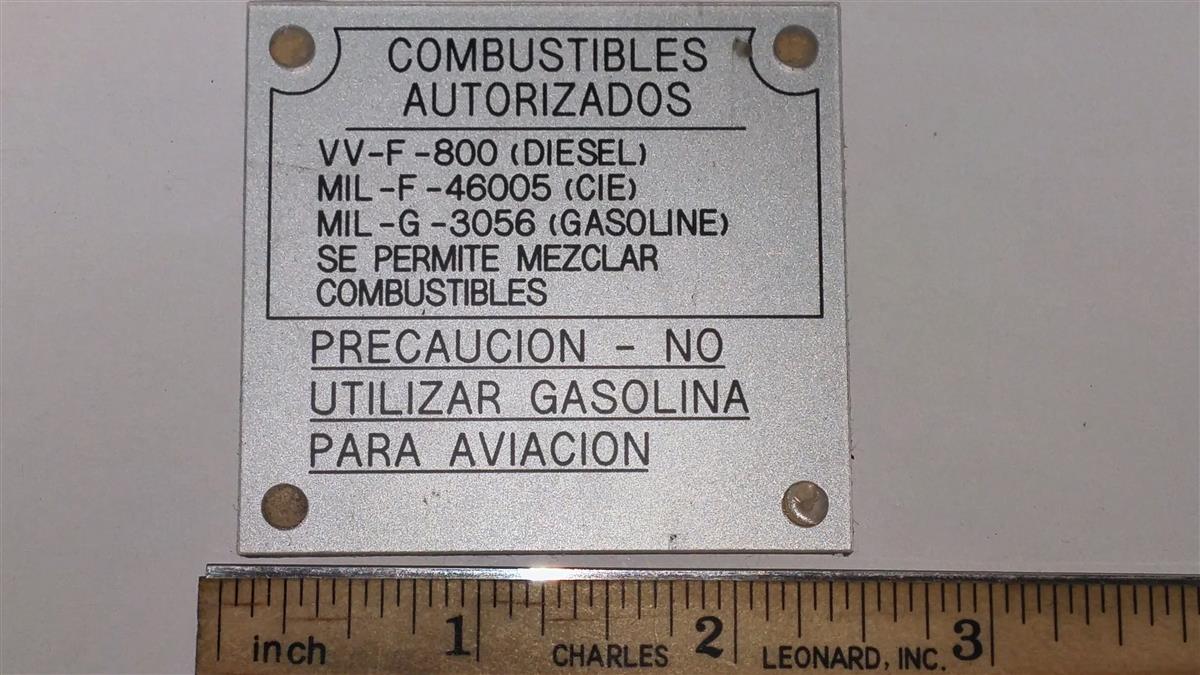 COMBUSTIBLES
AUTORIZADOS
VV-F-800 (DIESEL)
MIL-F-46005 (CIE)
MIL-G-3056 (GASOLINE)
SE PERMITE MEZCLAR
COMBUSTIBLES
PRECAUCION - NO
UTILIZAR GASOLINA
PARA AVIACION
1 2 3
inch CHARLES LEONARD, INC.